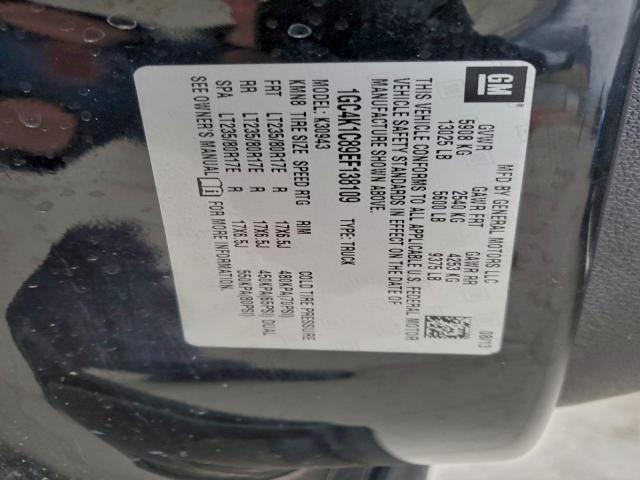 GM
MFD BY GENERAL MOTORS LLC 08/13
GVWR GAWR FRT GAWR RR
5908 KG 2540 KG 4253 KG
13025 LB 5600 LB 9375 LB
THIS VEHICLE CONFORMS TO ALL APPLICABLE U.S. FEDERAL MOTOR
VEHICLE SAFETY STANDARDS IN EFFECT ON THE DATE OF
MANUFACTURE SHOWN ABOVE.
1GC4K1C83EF138109 TYPE: TRUCK
MODEL: K30943
KMN8 TIRE SIZE SPEED RTG RIM COLD TIRE PRESSURE
FRT LT235/80R17E R 17X6.5J 480KPA(70PSI)
RR LT235/80R17E R 17X6.5J 450KPA(65PSI) DUAL
SPA LT235/80R17E R 17X6.5J 550KPA(80PSI)
SEE OWNER'S MANUAL FOR MORE INFORMATION.